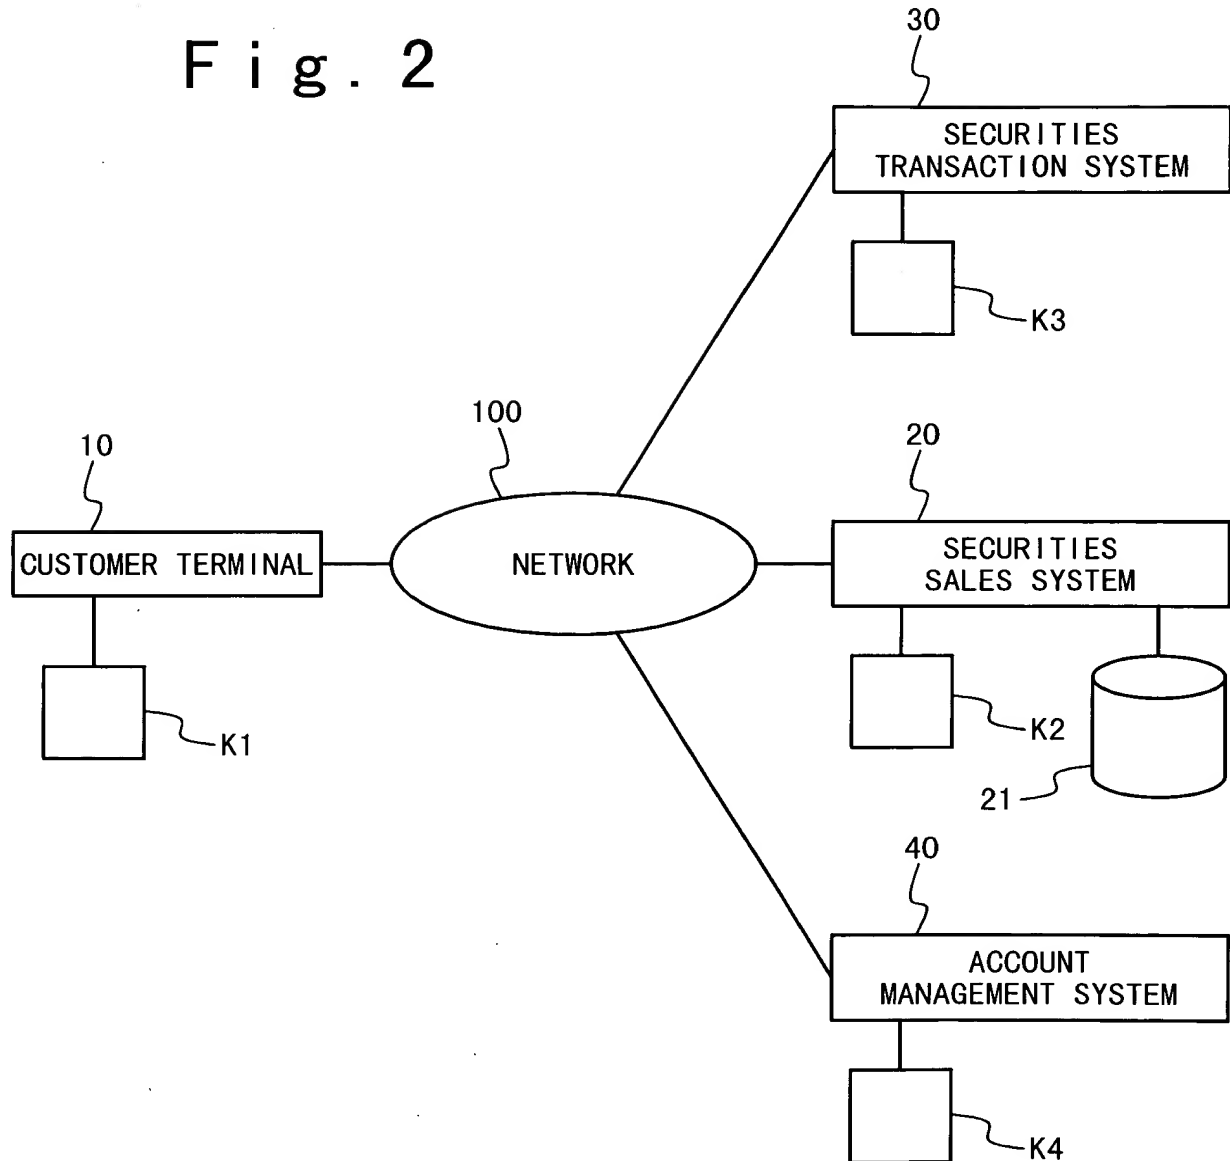 Fig. 2
30
SECURITIES
TRANSACTION SYSTEM
K3
100
10
20
CUSTOMER TERMINAL
NETWORK
SECURITIES
SALES SYSTEM
K1
K2
21
40
ACCOUNT
MANAGEMENT SYSTEM
K4